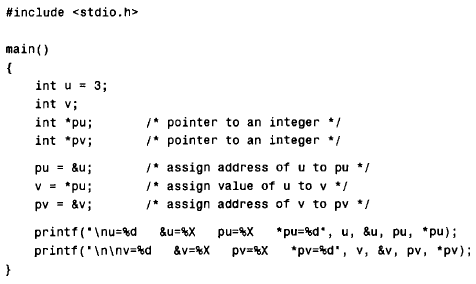 #include <stdio.h>
main()
{
int u = 3;
int v;
int *pu; /* pointer to an integer */
int *pv; /* pointer to an integer */
pu = &u; /* assign address of u to pu */
v = *pu; /* assign value of u to v */
pv = &v; /* assign address of v to pv */
printf("\nu=%d &u=%X pu=%X *pu=%d", u, &u, pu, *pu);
printf("\n\nv=%d &v=%X pv=%X *pv=%d", v, &v, pv, *pv);
}